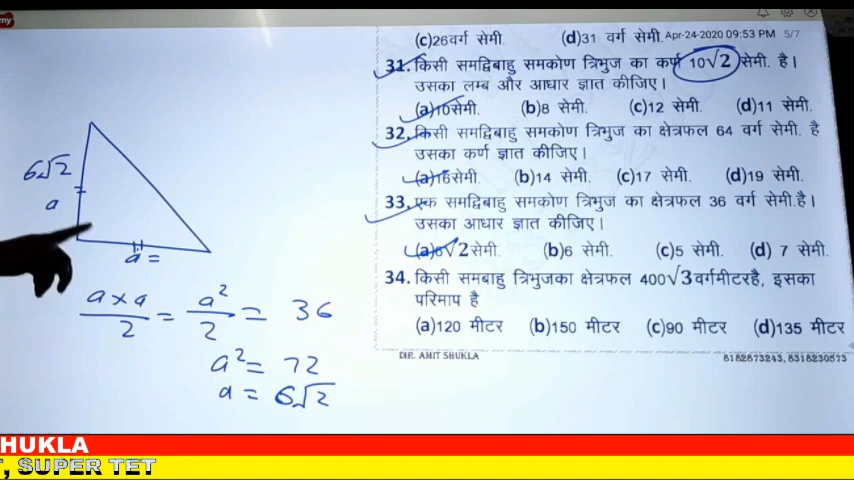 my
(c)26वर्ग सेमी. (d)31 वर्ग सेमी. Apr-24-2020 09:53 PM 5/7
31. किसी समद्विबाहु समकोण त्रिभुज का कर्ण 10√2 सेमी. है।
उसका लम्ब और आधार ज्ञात कीजिए।
(a)10सेमी. (b)8 सेमी. (c)12 सेमी. (d)11 सेमी.
32. किसी समद्विबाहु समकोण त्रिभुज का क्षेत्रफल 64 वर्ग सेमी. है
उसका कर्ण ज्ञात कीजिए।
(a)16सेमी. (b)14 सेमी. (c)17 सेमी. (d)19 सेमी.
33. एक समद्विबाहु समकोण त्रिभुज का क्षेत्रफल 36 वर्ग सेमी.है।
उसका आधार ज्ञात कीजिए।
(a)6√2सेमी. (b)6 सेमी. (c)5 सेमी. (d) 7 सेमी.
34. किसी समबाहु त्रिभुजका क्षेत्रफल 400√3वर्गमीटरहै, इसका
परिमाप है
(a)120 मीटर (b)150 मीटर (c)90 मीटर (d)135 मीटर
DIR. AMIT SHUKLA 8182873243, 8318230573
6√2
a
a =
a × a / 2 = a² / 2 = 36
a² = 72
a = 6√2
HUKLA
T, SUPER TET